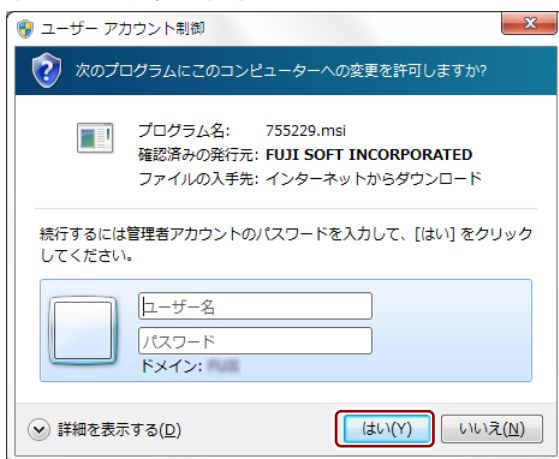 ユーザー アカウント制御
次のプログラムにこのコンピューターへの変更を許可しますか?
プログラム名: 755229.msi
確認済みの発行元: FUJI SOFT INCORPORATED
ファイルの入手先: インターネットからダウンロード
続行するには管理者アカウントのパスワードを入力して、[はい] をクリック
してください。
ユーザー名
パスワード
ドメイン:
詳細を表示する(D)
はい(Y)
いいえ(N)